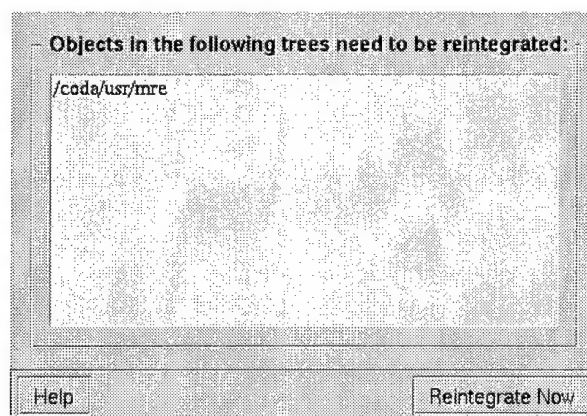 Objects in the following trees need to be reintegrated:
/coda/usr/mre
Help
Reintegrate Now